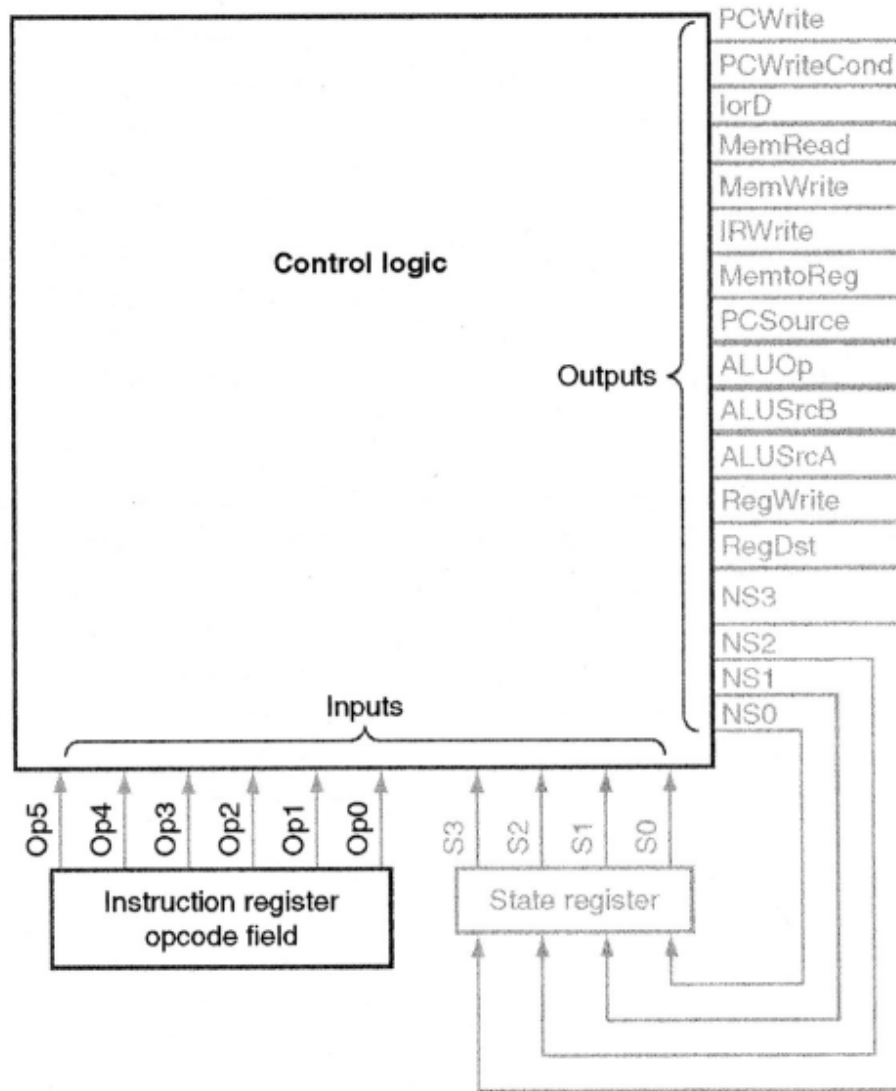 PCWrite
PCWriteCond
IorD
MemRead
MemWrite
IRWrite
Control logic
MemtoReg
PCSource
Outputs
ALUOp
ALUSrcB
ALUSrcA
RegWrite
RegDst
NS3
NS2
NS1
Inputs
NS0
Op5
Op4
Op3
Op2
Op1
Op0
S3
S2
S1
S0
Instruction register
opcode field
State register